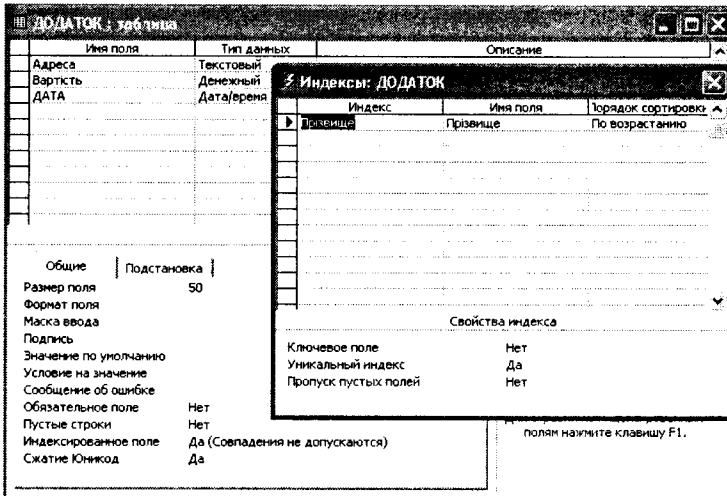 ДОДАТОК : таблица
Имя поля Тип данных Описание
Адреса Текстовый
Вартість Денежный
ДАТА Дата/время
Индексы: ДОДАТОК
Индекс Имя поля Порядок сортировки
Прізвище Прізвище По возрастанию
Общие Подстановка
Размер поля 50
Формат поля
Маска ввода
Подпись
Значение по умолчанию
Условие на значение
Сообщение об ошибке
Обязательное поле Нет
Пустые строки Нет
Индексированное поле Да (Совпадения не допускаются)
Сжатие Юникод Да
Свойства индекса
Ключевое поле Нет
Уникальный индекс Да
Пропуск пустых полей Нет
полям нажмите клавишу F1.